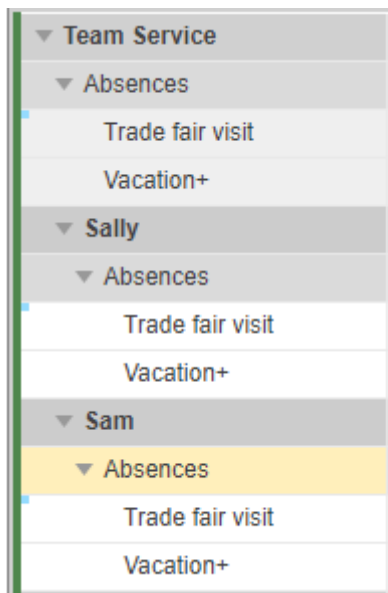 Team Service
Absences
Trade fair visit
Vacation+
Sally
Absences
Trade fair visit
Vacation+
Sam
Absences
Trade fair visit
Vacation+